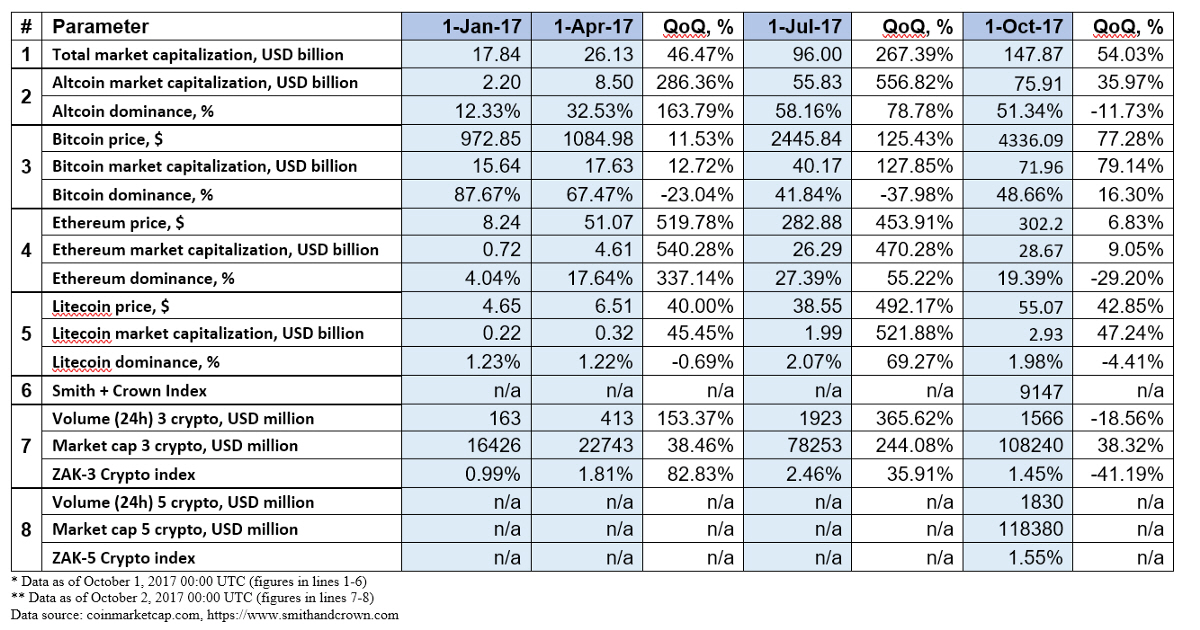 # Parameter 1-Jan-17 1-Apr-17 QoQ, % 1-Jul-17 QoQ, % 1-Oct-17 QoQ, %
1 Total market capitalization, USD billion 17.84 26.13 46.47% 96.00 267.39% 147.87 54.03%
2 Altcoin market capitalization, USD billion 2.20 8.50 286.36% 55.83 556.82% 75.91 35.97%
Altcoin dominance, % 12.33% 32.53% 163.79% 58.16% 78.78% 51.34% -11.73%
3 Bitcoin price, $ 972.85 1084.98 11.53% 2445.84 125.43% 4336.09 77.28%
Bitcoin market capitalization, USD billion 15.64 17.63 12.72% 40.17 127.85% 71.96 79.14%
Bitcoin dominance, % 87.67% 67.47% -23.04% 41.84% -37.98% 48.66% 16.30%
4 Ethereum price, $ 8.24 51.07 519.78% 282.88 453.91% 302.2 6.83%
Ethereum market capitalization, USD billion 0.72 4.61 540.28% 26.29 470.28% 28.67 9.05%
Ethereum dominance, % 4.04% 17.64% 337.14% 27.39% 55.22% 19.39% -29.20%
5 Litecoin price, $ 4.65 6.51 40.00% 38.55 492.17% 55.07 42.85%
Litecoin market capitalization, USD billion 0.22 0.32 45.45% 1.99 521.88% 2.93 47.24%
Litecoin dominance, % 1.23% 1.22% -0.69% 2.07% 69.27% 1.98% -4.41%
6 Smith + Crown Index n/a n/a n/a n/a n/a 9147 n/a
7 Volume (24h) 3 crypto, USD million 163 413 153.37% 1923 365.62% 1566 -18.56%
Market cap 3 crypto, USD million 16426 22743 38.46% 78253 244.08% 108240 38.32%
ZAK-3 Crypto index 0.99% 1.81% 82.83% 2.46% 35.91% 1.45% -41.19%
8 Volume (24h) 5 crypto, USD million n/a n/a n/a n/a n/a 1830 n/a
Market cap 5 crypto, USD million n/a n/a n/a n/a n/a 118380 n/a
ZAK-5 Crypto index n/a n/a n/a n/a n/a 1.55% n/a
* Data as of October 1, 2017 00:00 UTC (figures in lines 1-6)
** Data as of October 2, 2017 00:00 UTC (figures in lines 7-8)
Data source: coinmarketcap.com, https://www.smithandcrown.com